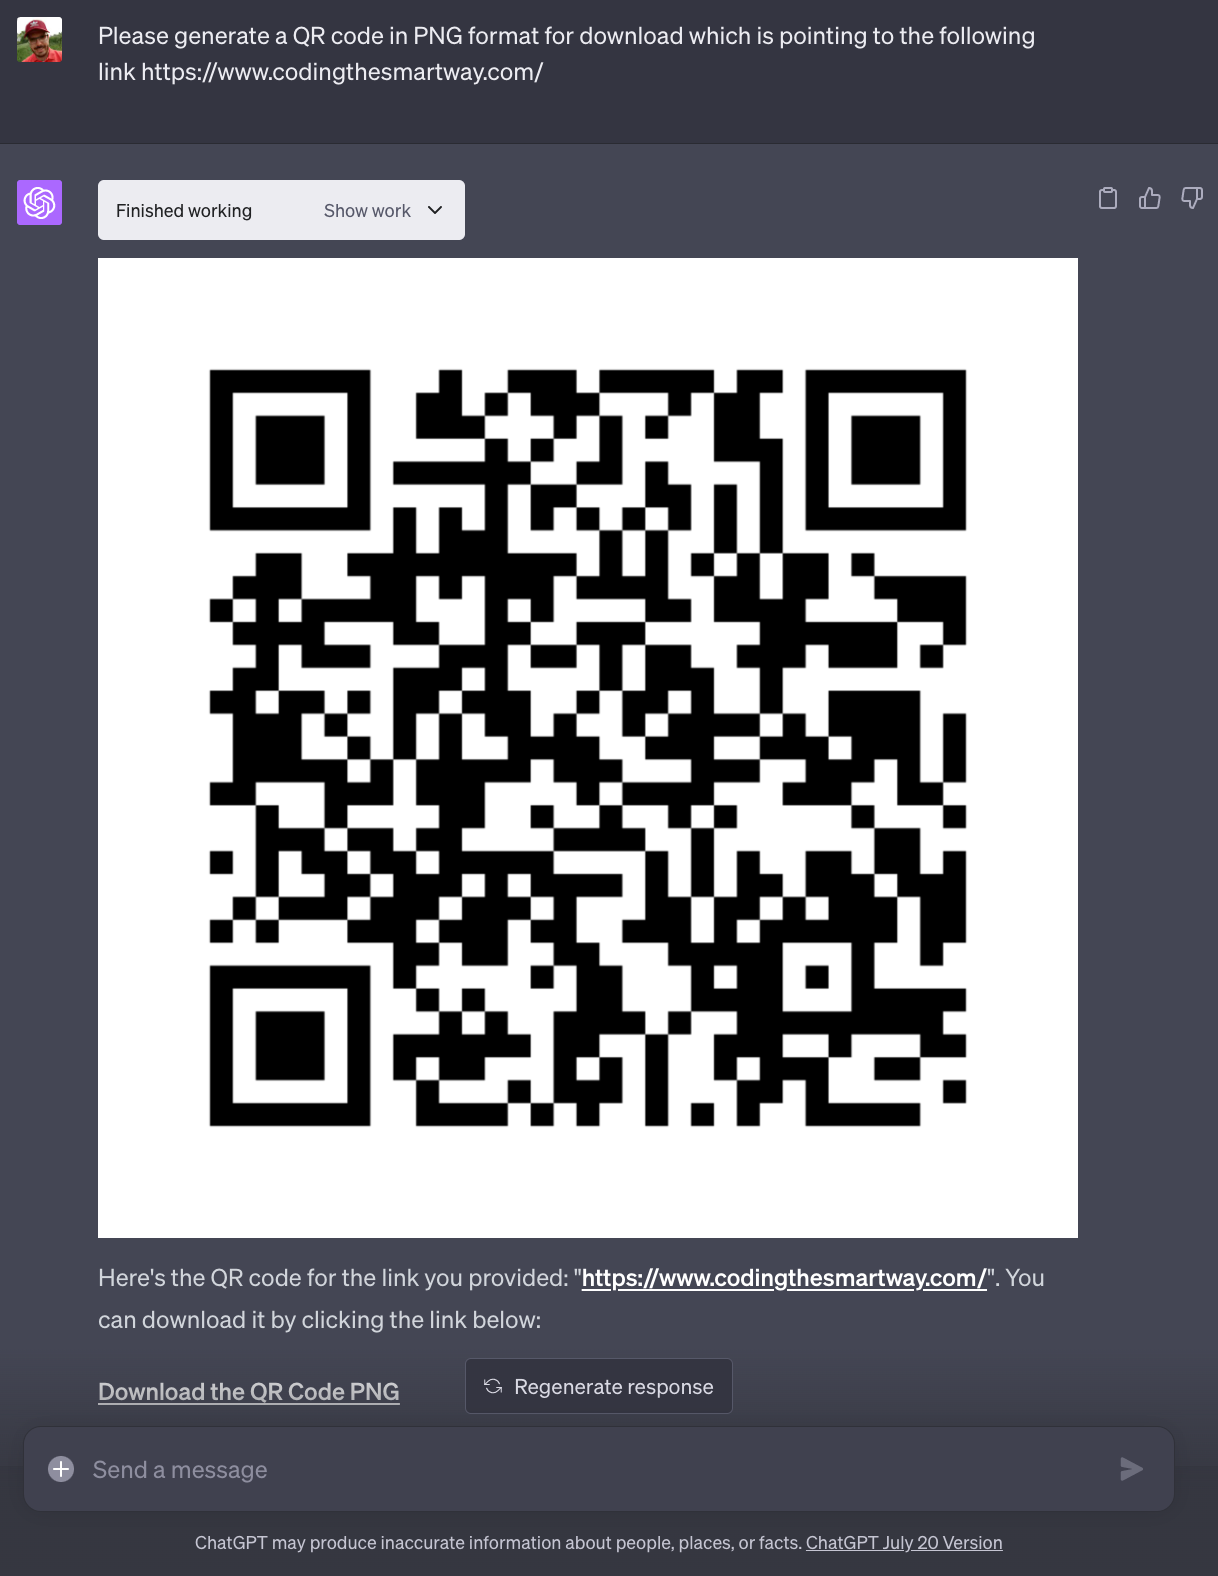 Please generate a QR code in PNG format for download which is pointing to the following
link https://www.codingthesmartway.com/
Finished working
Show work
Here's the QR code for the link you provided: "https://www.codingthesmartway.com/". You
can download it by clicking the link below:
Download the QR Code PNG
Regenerate response
Send a message
ChatGPT may produce inaccurate information about people, places, or facts. ChatGPT July 20 Version